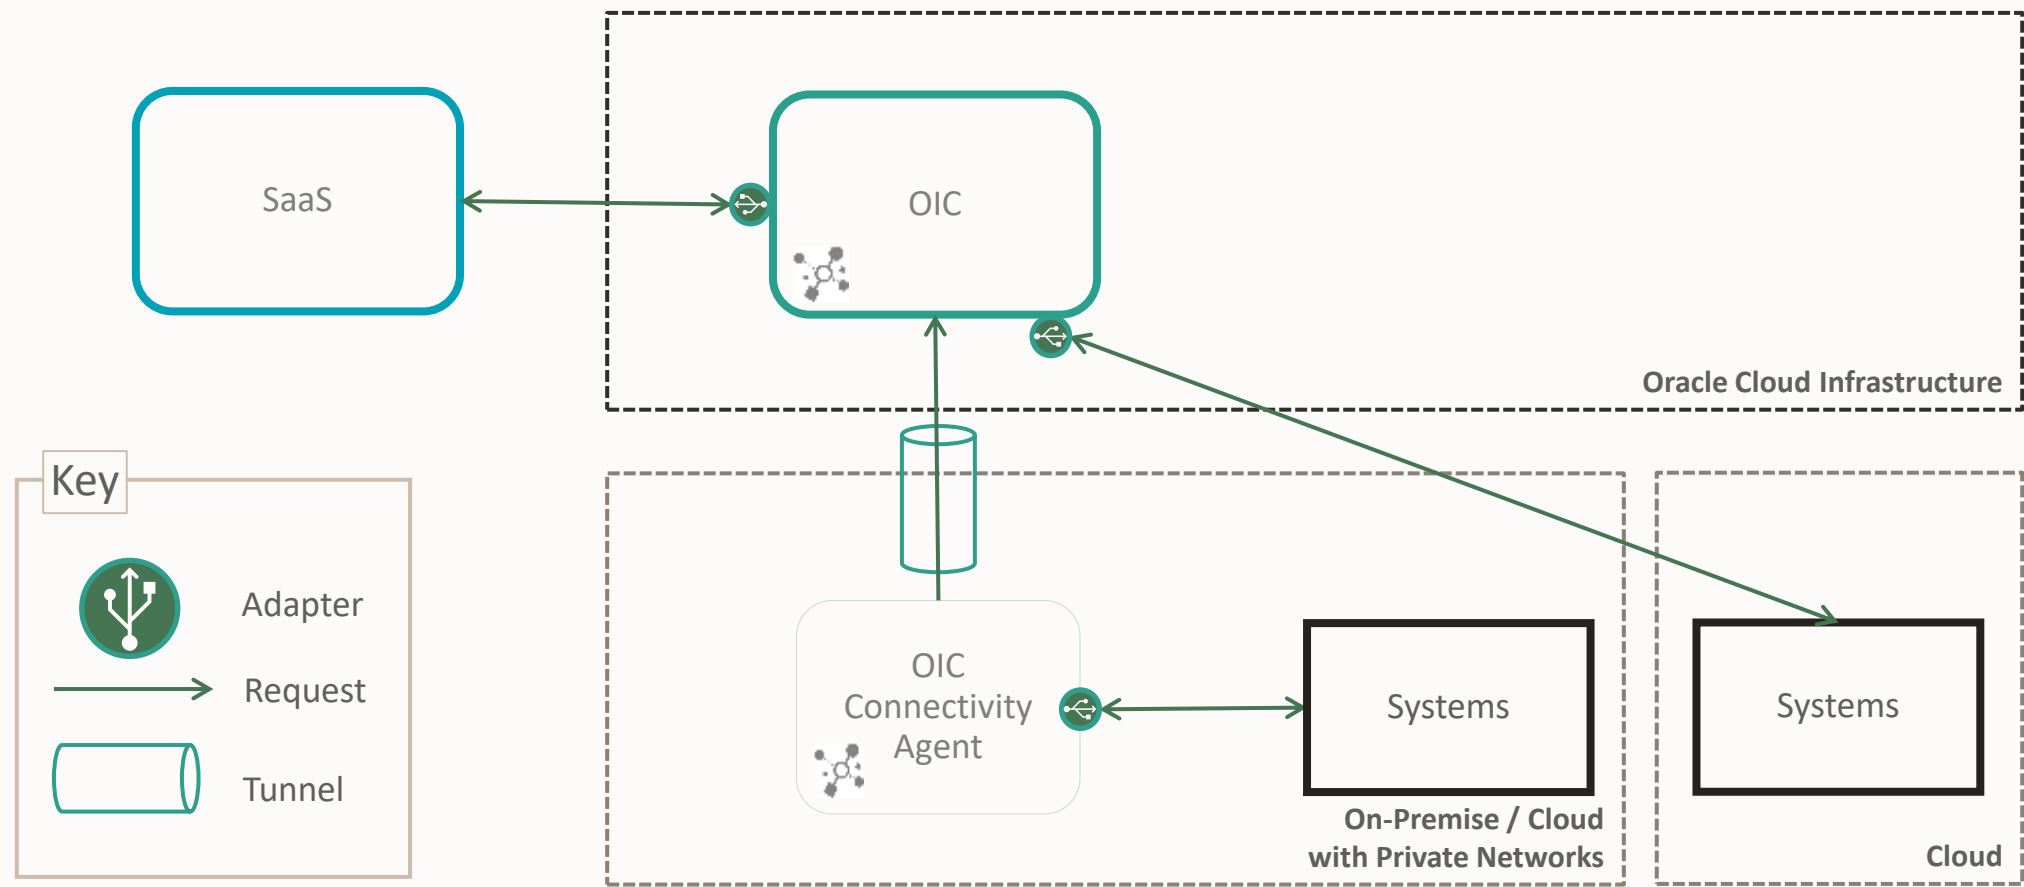 SaaS
OIC
Oracle Cloud Infrastructure
Key
Adapter
Request
Tunnel
OIC
Connectivity
Agent
Systems
On-Premise / Cloud
with Private Networks
Systems
Cloud